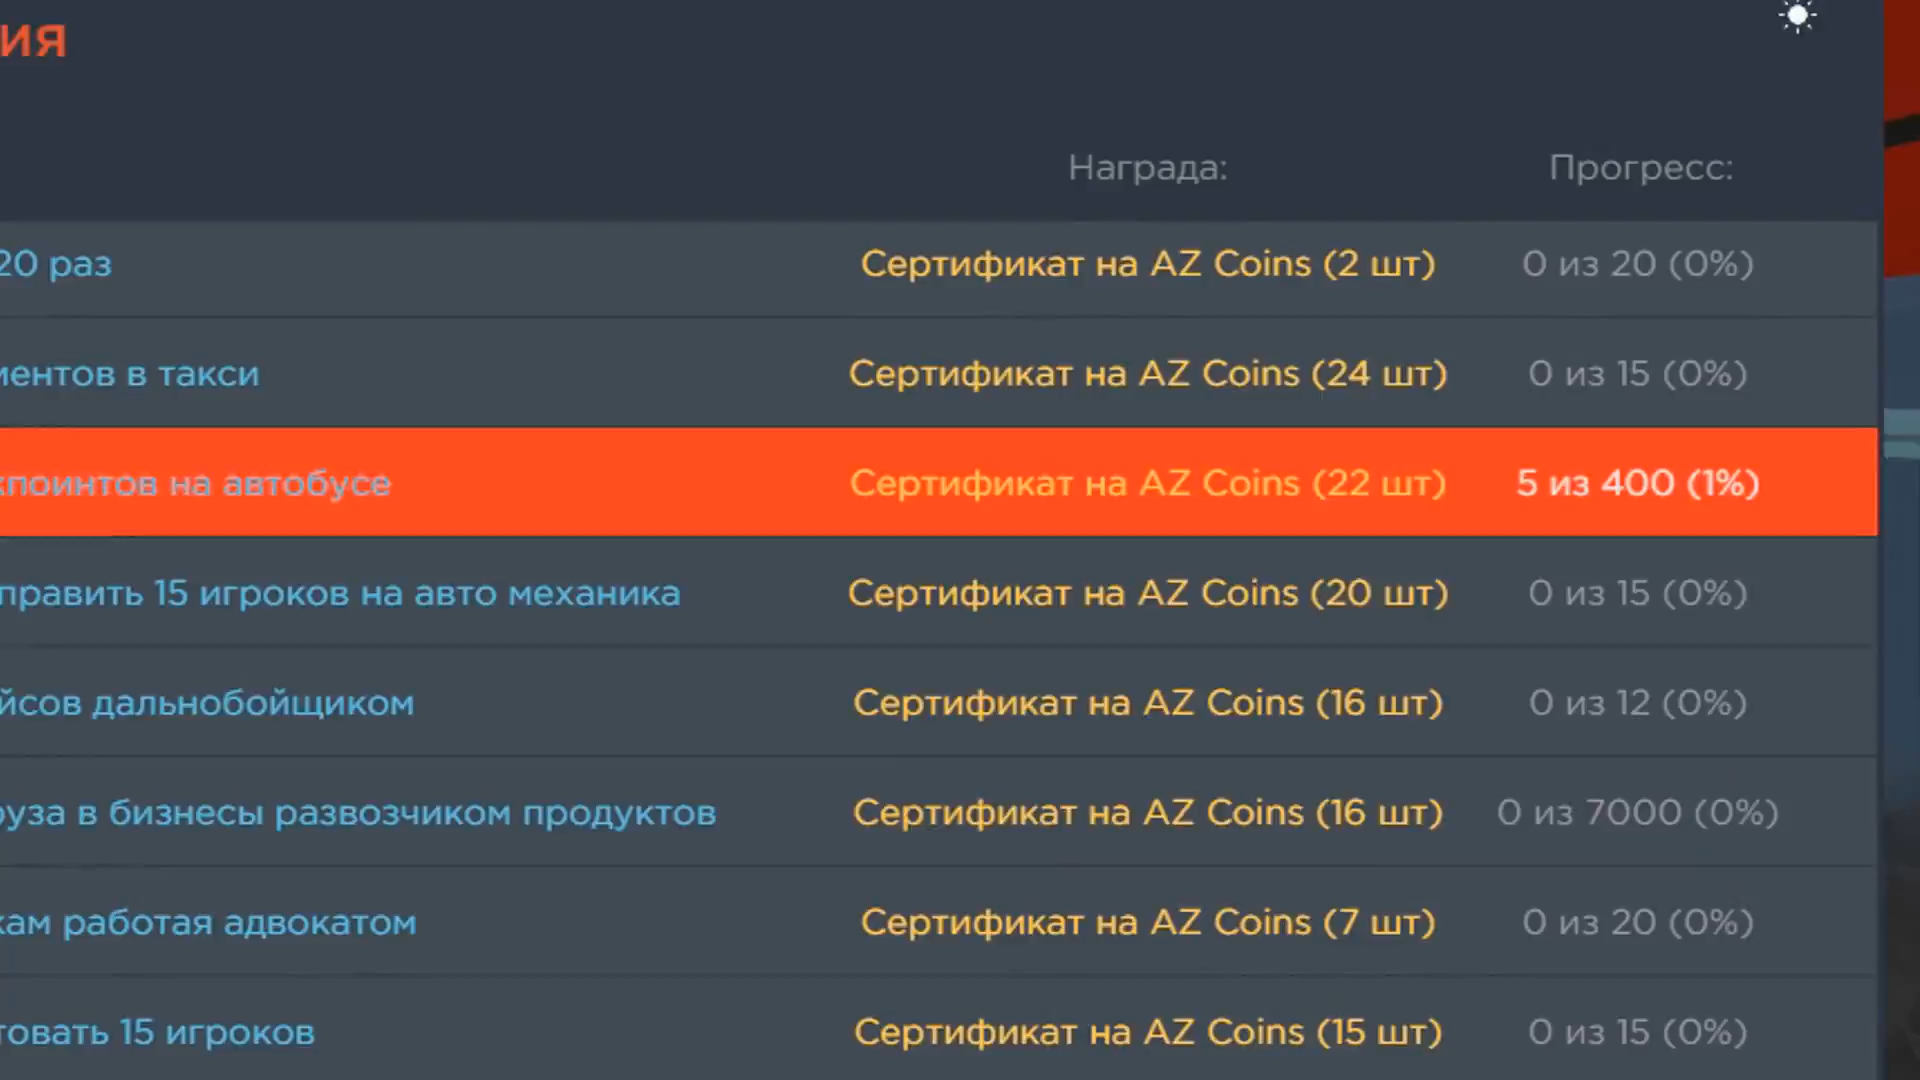 ия
Награда: Прогресс:
20 раз Сертификат на AZ Coins (2 шт) 0 из 20 (0%)
иентов в такси Сертификат на AZ Coins (24 шт) 0 из 15 (0%)
кпоинтов на автобусе Сертификат на AZ Coins (22 шт) 5 из 400 (1%)
править 15 игроков на авто механика Сертификат на AZ Coins (20 шт) 0 из 15 (0%)
йсов дальнобойщиком Сертификат на AZ Coins (16 шт) 0 из 12 (0%)
руза в бизнесы развозчиком продуктов Сертификат на AZ Coins (16 шт) 0 из 7000 (0%)
кам работая адвокатом Сертификат на AZ Coins (7 шт) 0 из 20 (0%)
товать 15 игроков Сертификат на AZ Coins (15 шт) 0 из 15 (0%)